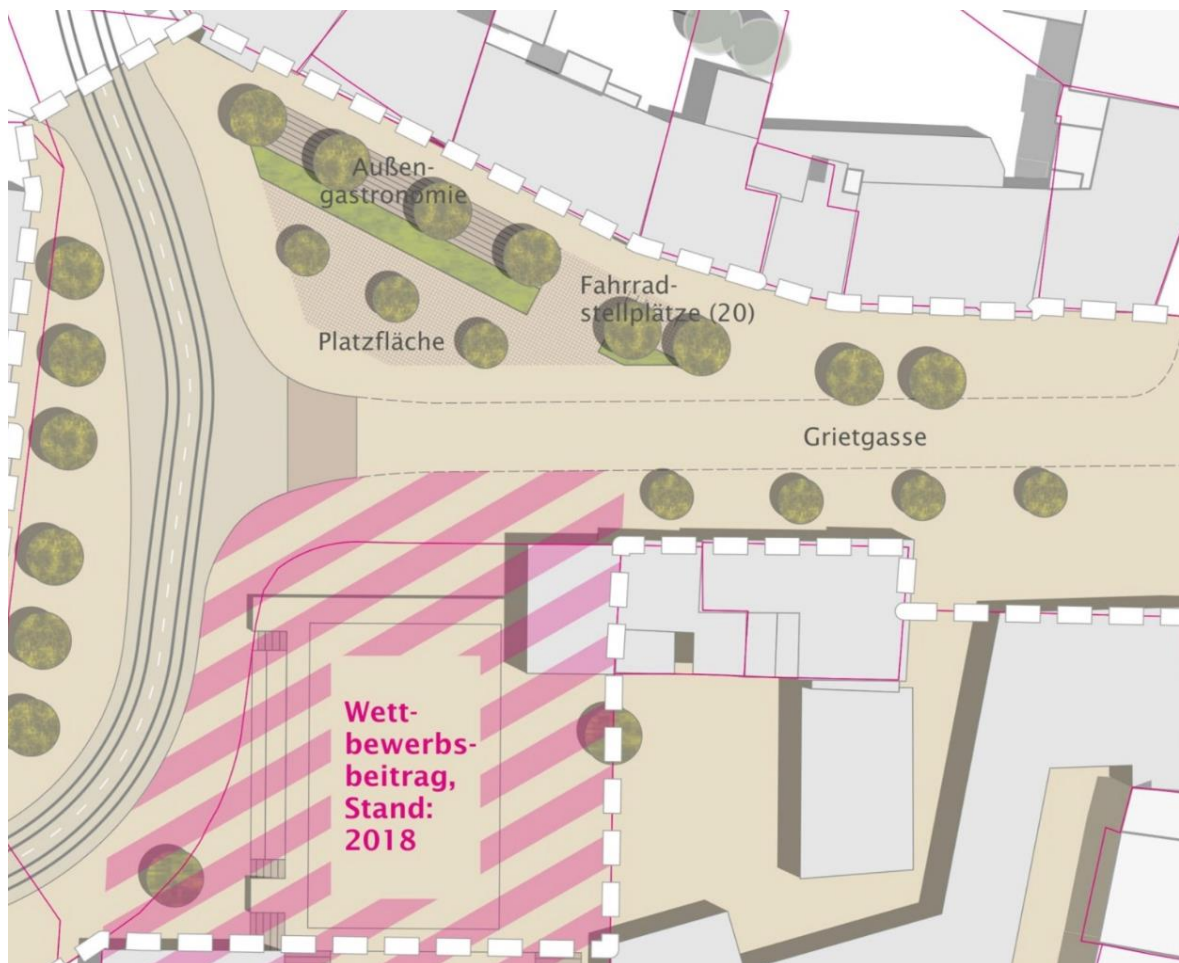 Außen-
gastronomie
Fahrrad-
stellplätze (20)
Platzfläche
Grietgasse
Wett-
bewerbs-
beitrag,
Stand:
2018